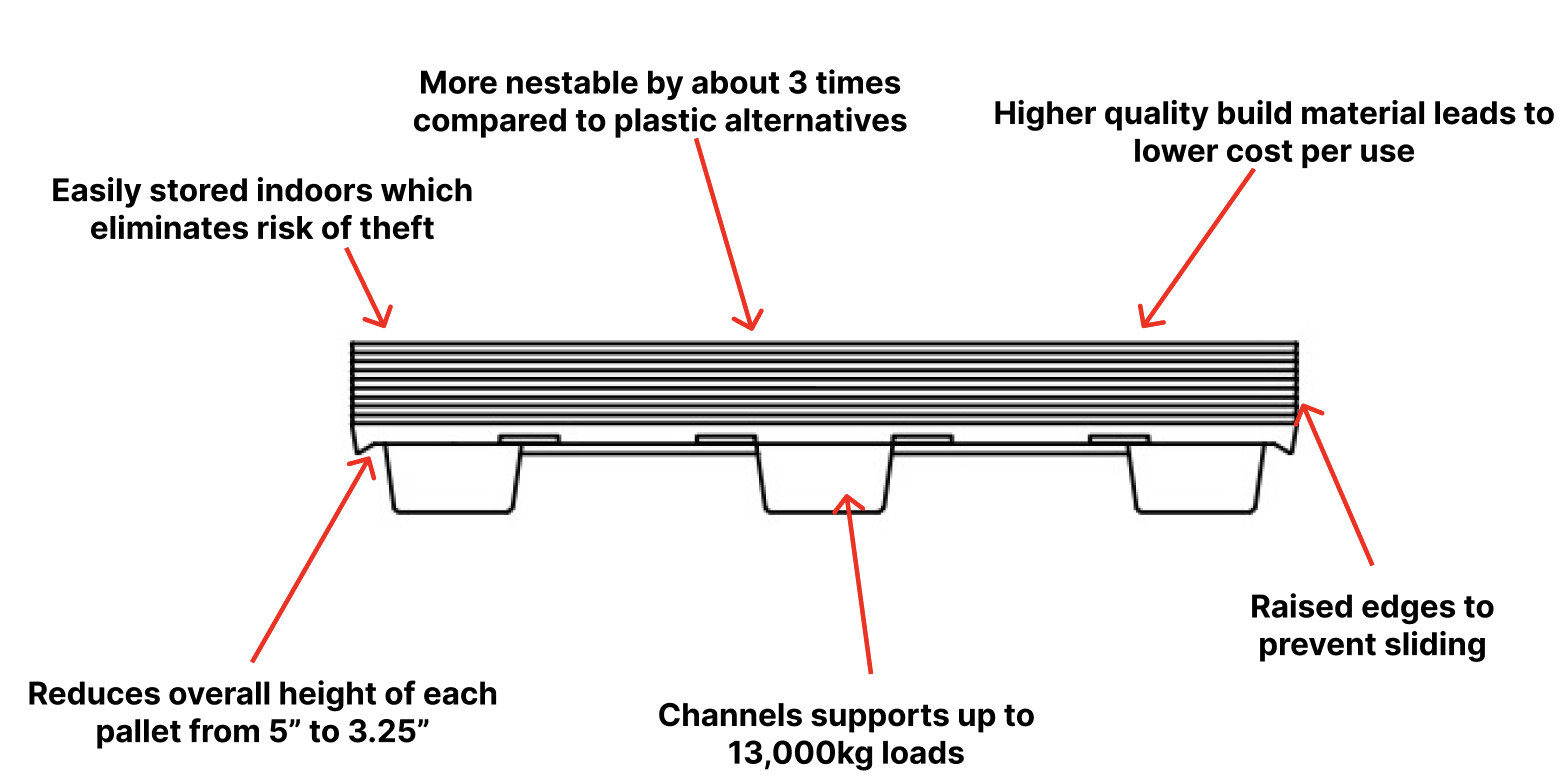 More nestable by about 3 times
compared to plastic alternatives
Higher quality build material leads to
lower cost per use
Easily stored indoors which
eliminates risk of theft
Raised edges to
prevent sliding
Reduces overall height of each
pallet from 5” to 3.25”
Channels supports up to
13,000kg loads